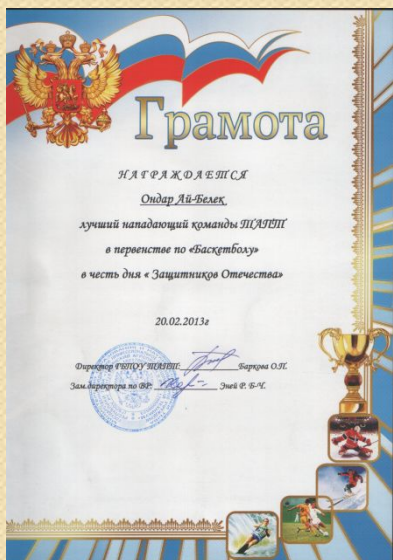 Грамота
НАГРАЖДАЕТСЯ
Ондар Ай-Белек
лучший нападающий команды ТАПТ
в первенстве по «Баскетболу»
в честь дня « Защитников Отечества»
20.02.2013г
Директор ГБПОУ ТАПТ: Баркова О.П.
Зам.директора по ВР: Эней Р. Б-Ч.